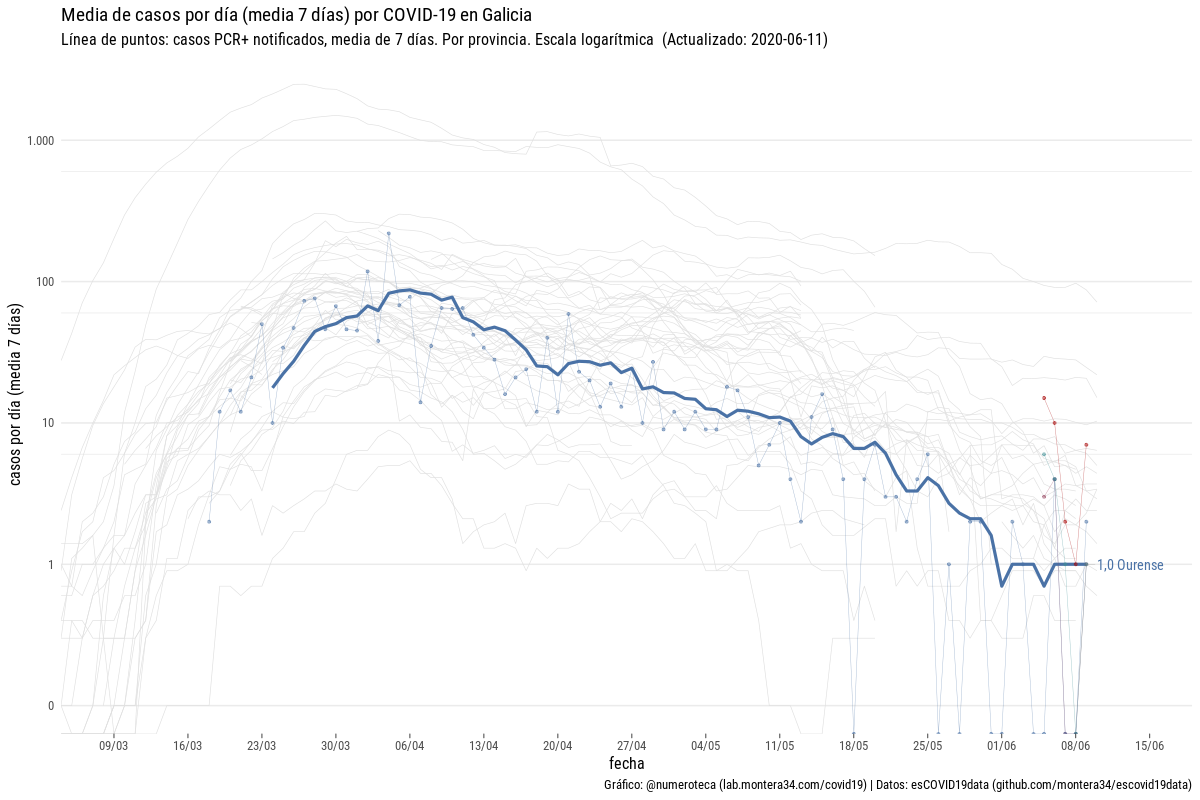 Media de casos por día (media 7 días) por COVID-19 en Galicia
Línea de puntos: casos PCR+ notificados, media de 7 días. Por provincia. Escala logarítmica  (Actualizado: 2020-06-11)
casos por día (media 7 días)
1.000
100
10
1
0
1,0 Ourense
09/03 16/03 23/03 30/03 06/04 13/04 20/04 27/04 04/05 11/05 18/05 25/05 01/06 08/06 15/06
fecha
Gráfico: @numeroteca (lab.montera34.com/covid19) | Datos: esCOVID19data (github.com/montera34/escovid19data)